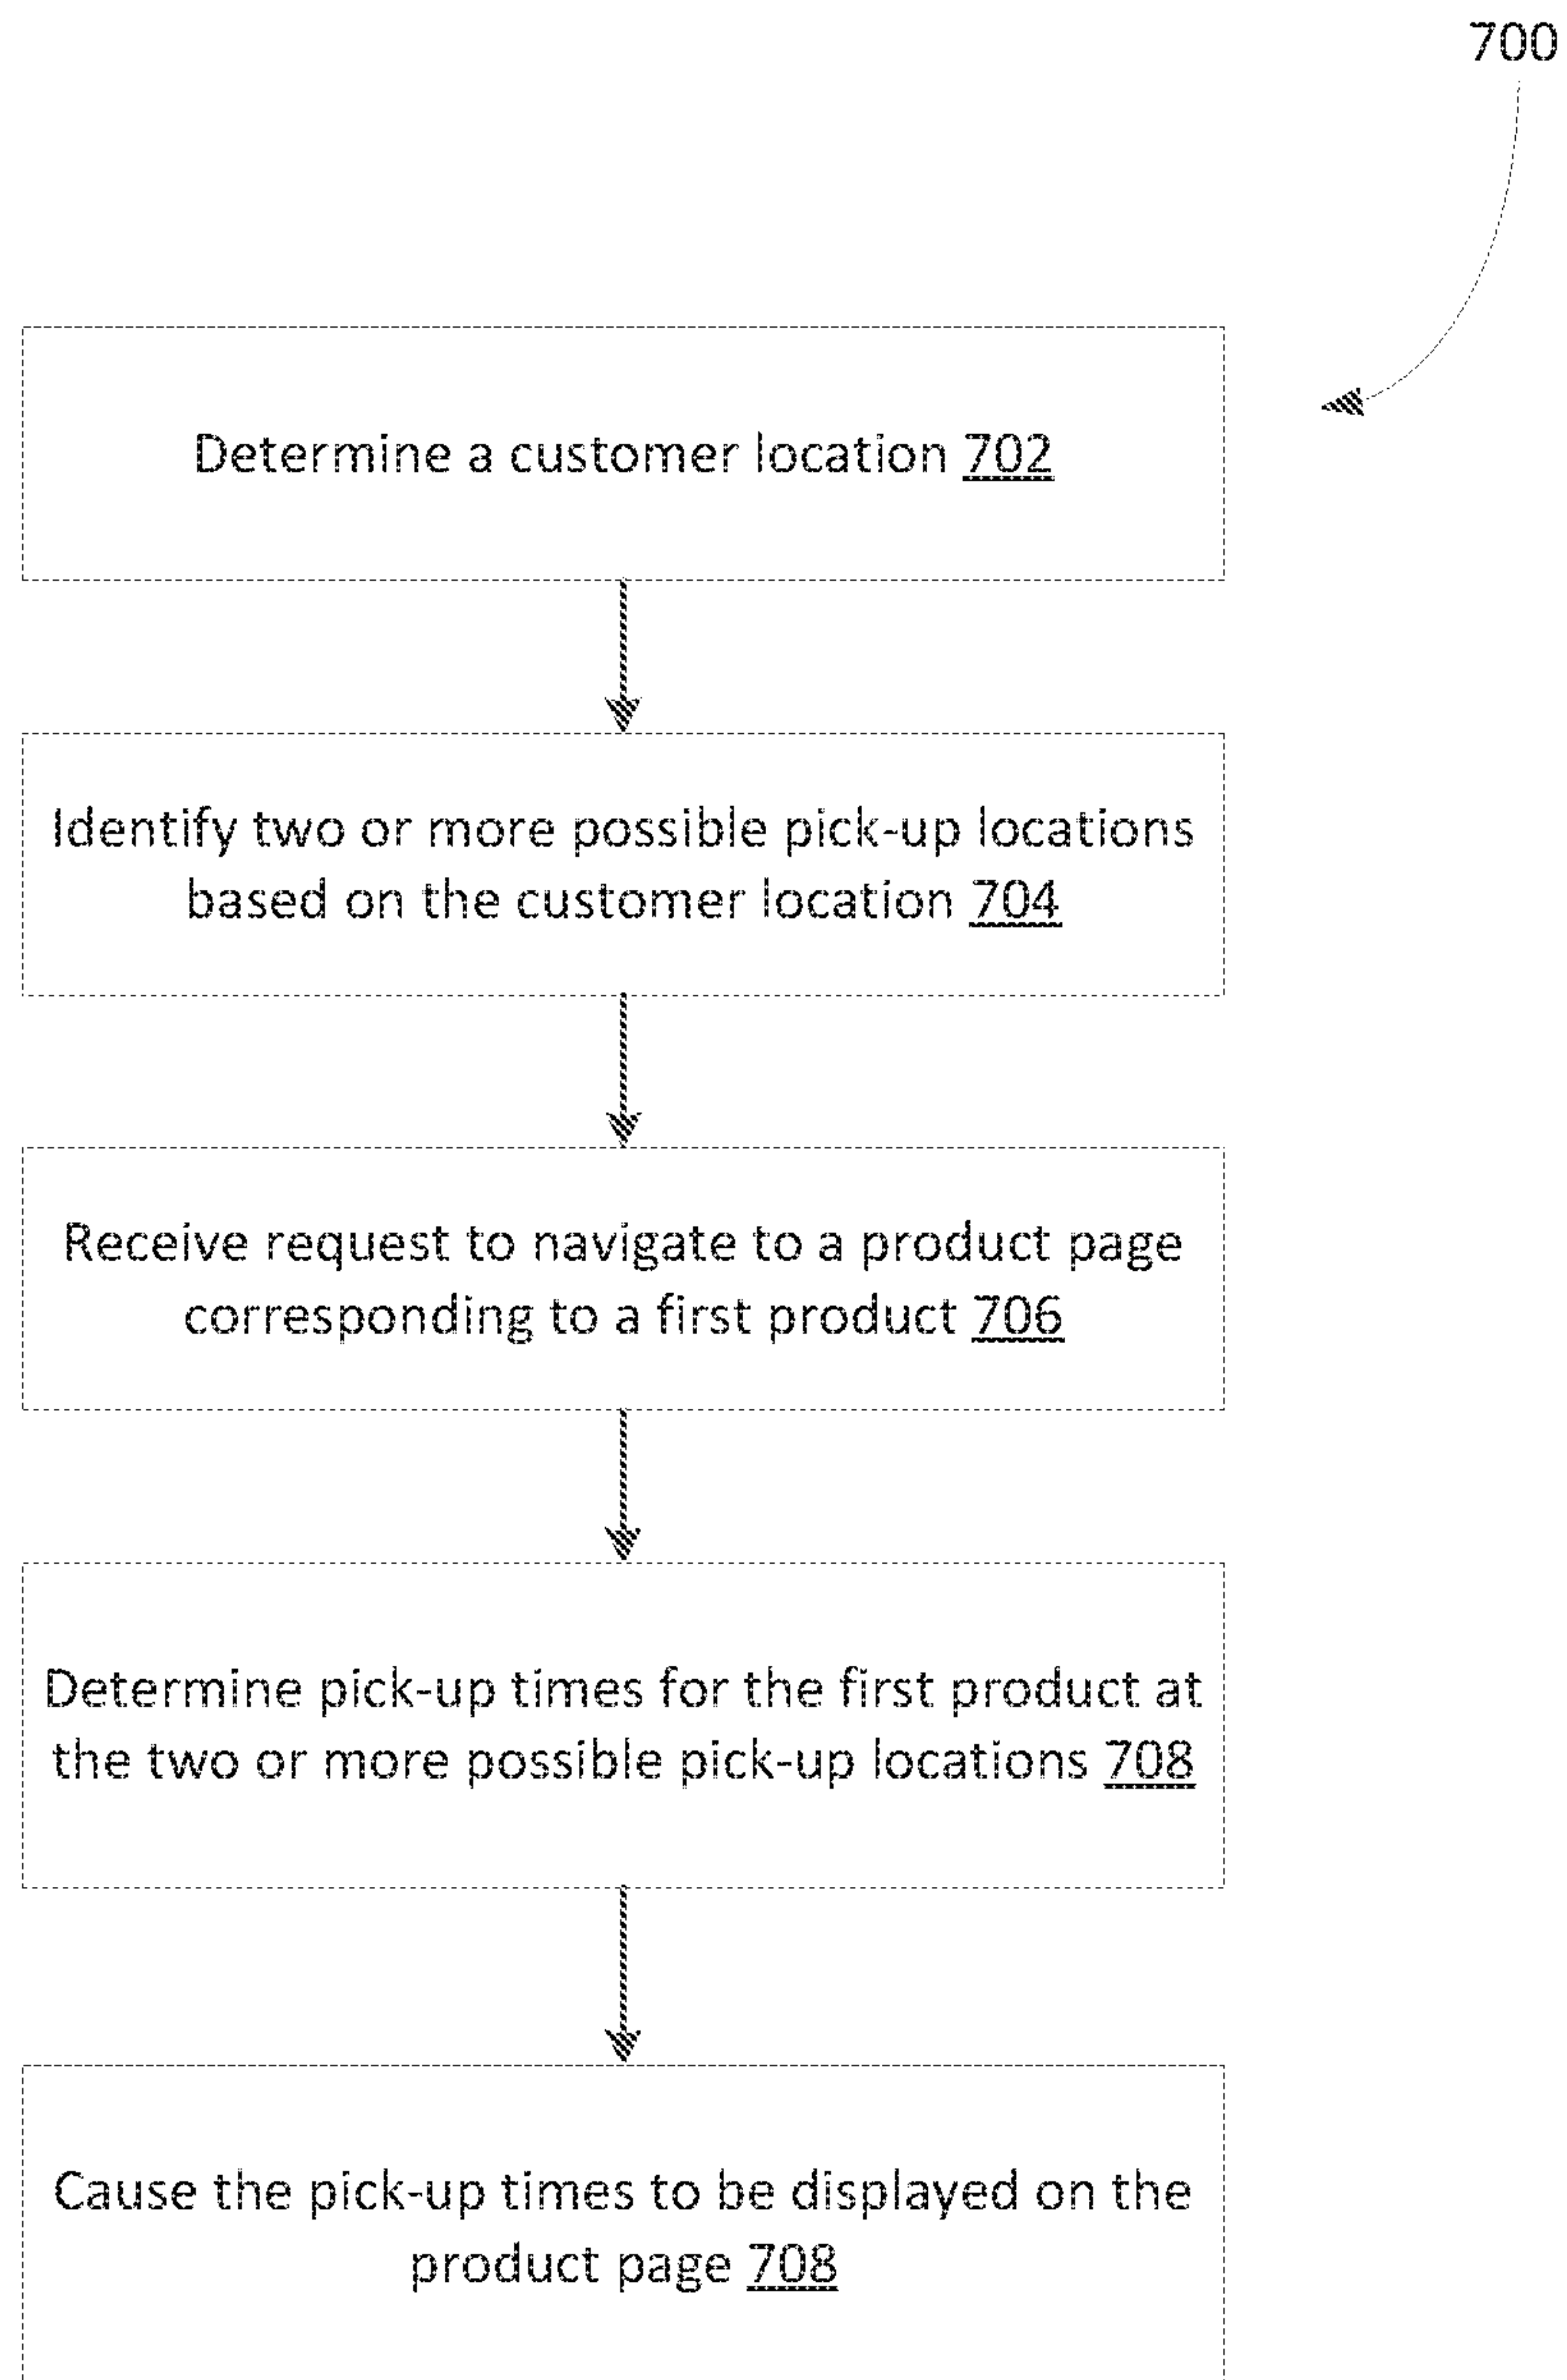 700
Determine a customer location 702
Identify two or more possible pick-up locations
based on the customer location 704
Receive request to navigate to a product page
corresponding to a first product 706
Determine pick-up times for the first product at
the two or more possible pick-up locations 708
Cause the pick-up times to be displayed on the
product page 708